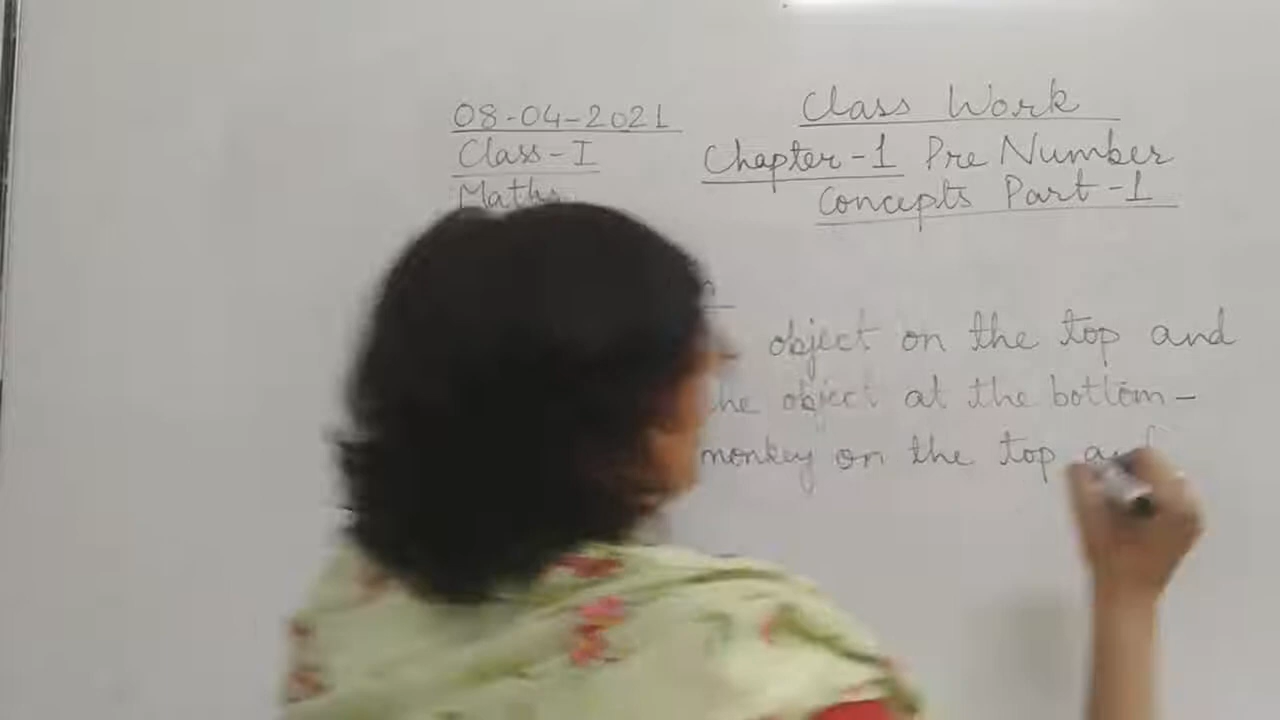 08-04-2021
Class Work
Class-I
Chapter-1 Pre Number
Maths
Concepts Part-1
object on the top and
object at the bottom-
monkey on the top